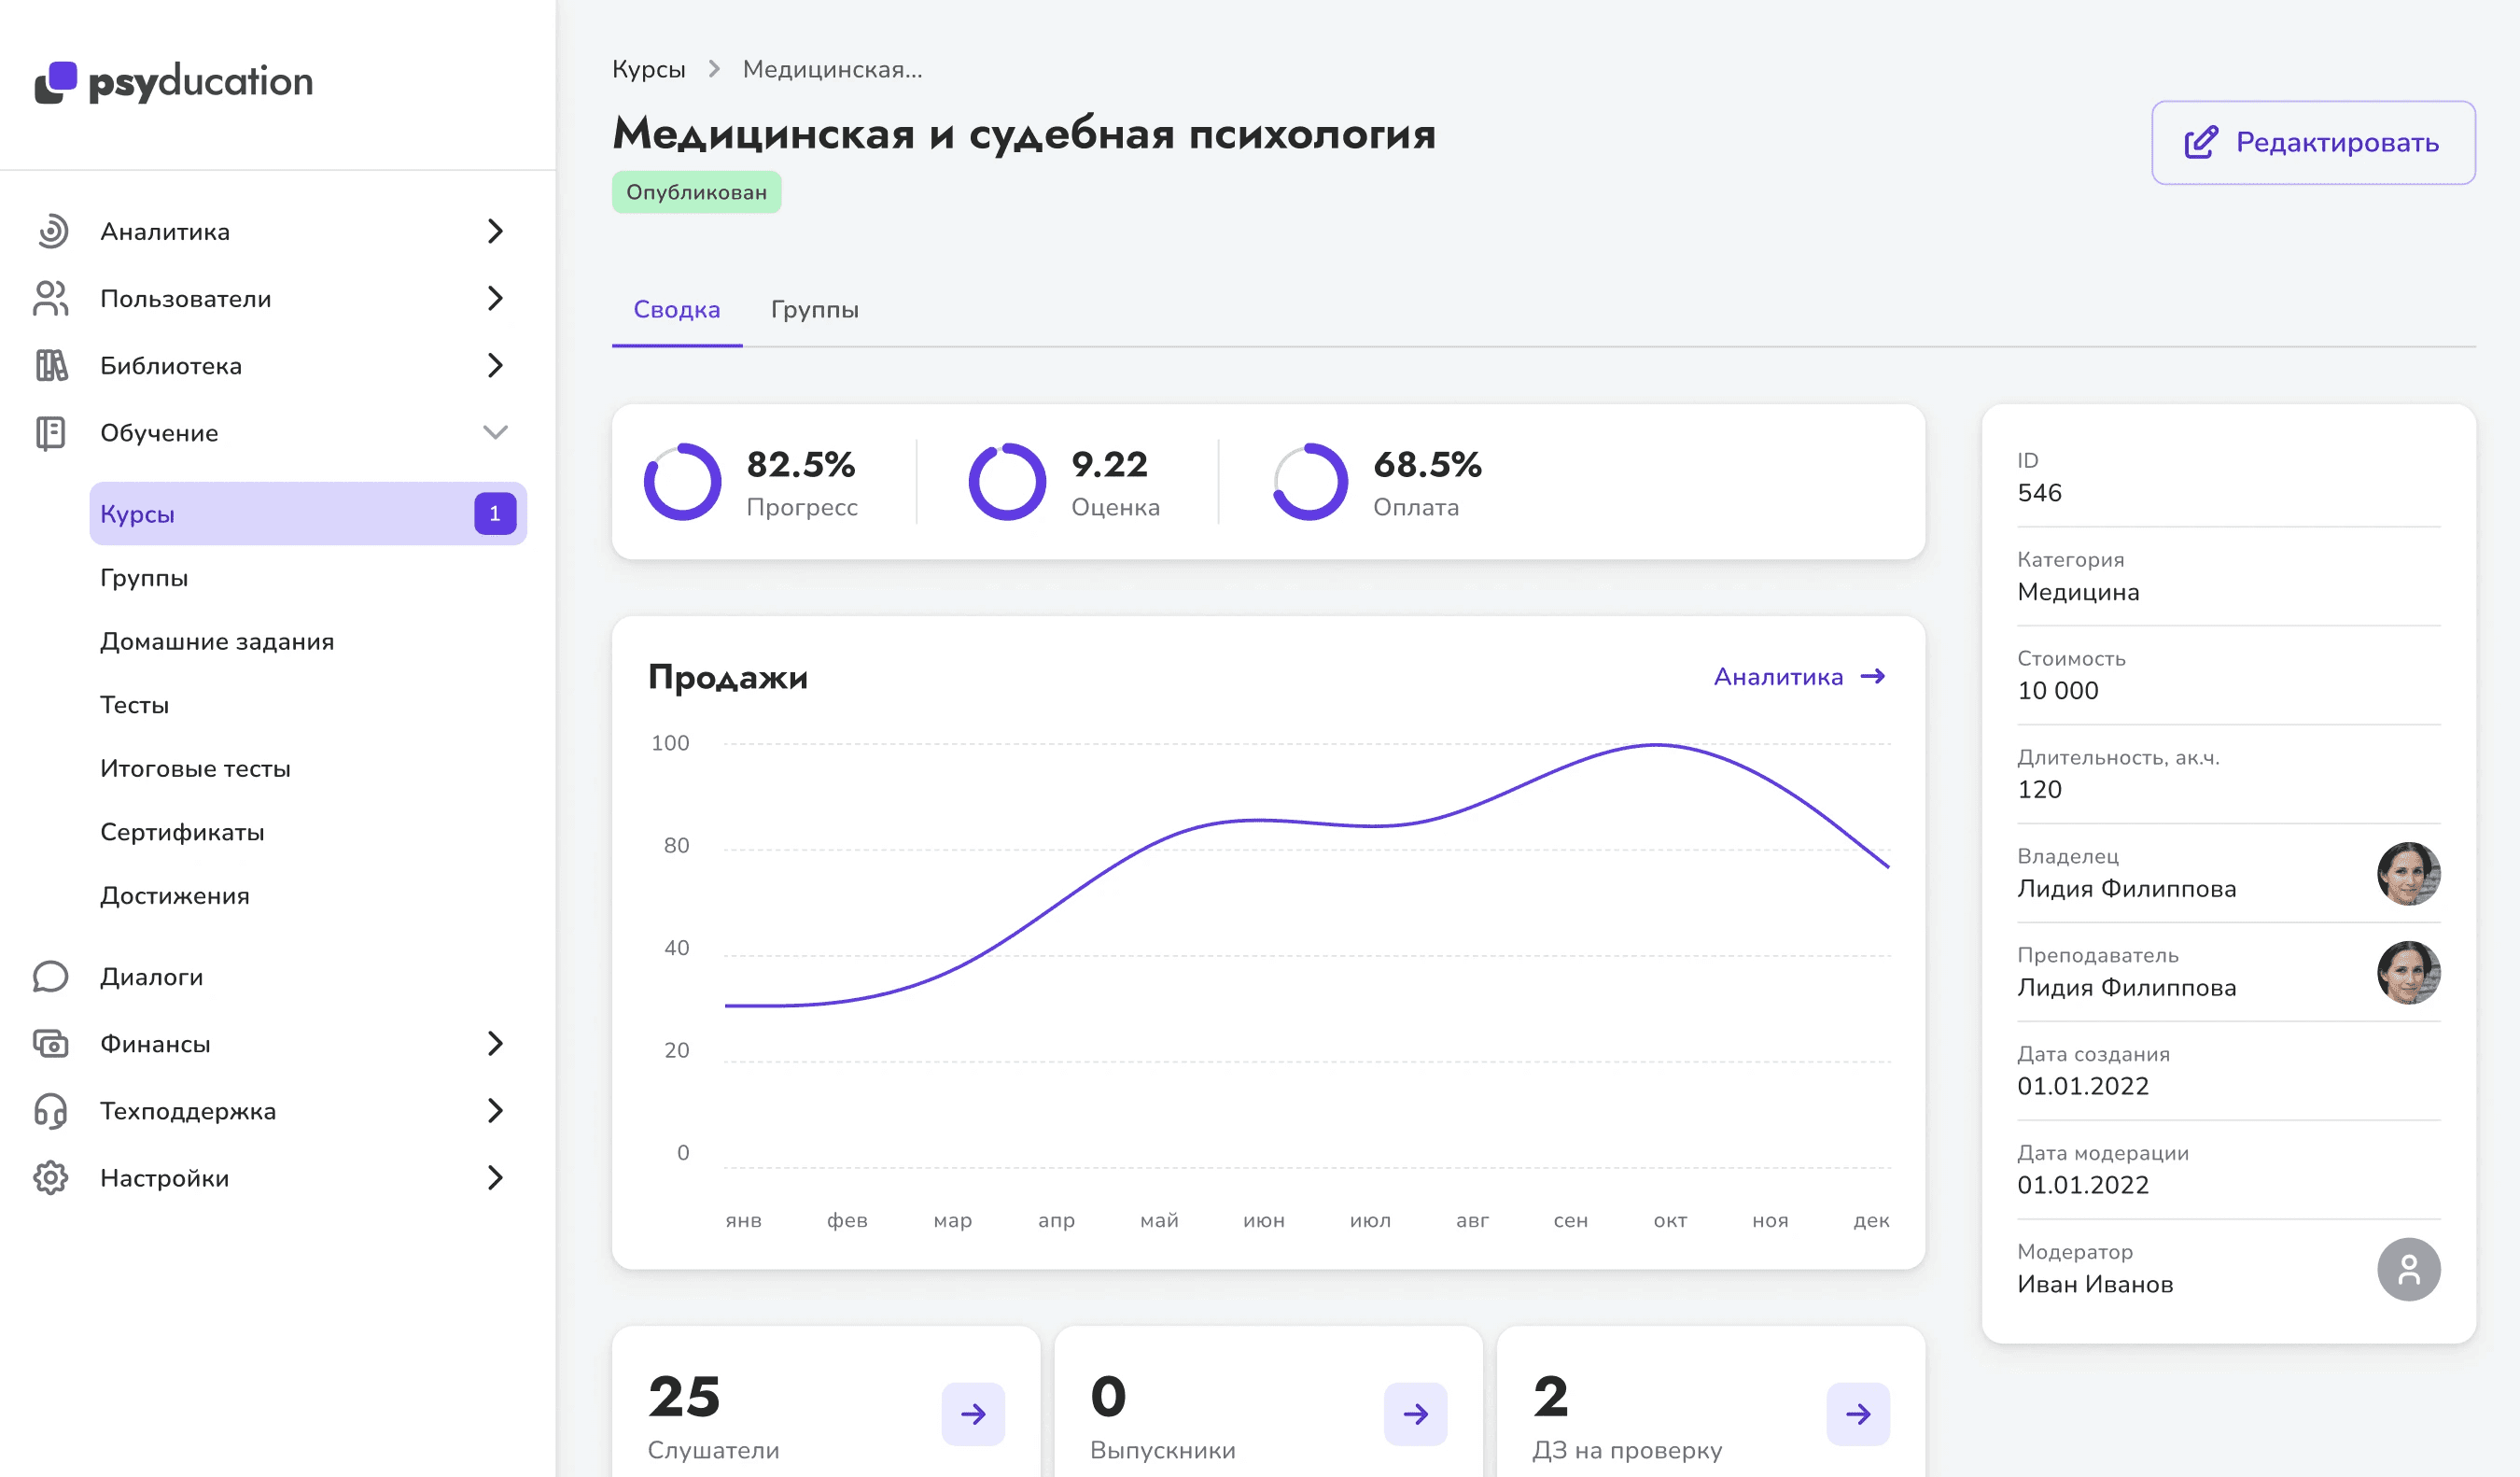 psyducation
Аналитика
Пользователи
Библиотека
Обучение
Курсы 1
Группы
Домашние задания
Тесты
Итоговые тесты
Сертификаты
Достижения
Диалоги
Финансы
Техподдержка
Настройки
Курсы > Медицинская...
Медицинская и судебная психология
Опубликован
Редактировать
Сводка Группы
82.5%
Прогресс
9.22
Оценка
68.5%
Оплата
Продажи
Аналитика →
100
80
40
20
0
янв фев мар апр май июн июл авг сен окт ноя дек
25
Слушатели
0
Выпускники
2
ДЗ на проверку
ID
546
Категория
Медицина
Стоимость
10 000
Длительность, ак.ч.
120
Владелец
Лидия Филиппова
Преподаватель
Лидия Филиппова
Дата создания
01.01.2022
Дата модерации
01.01.2022
Модератор
Иван Иванов